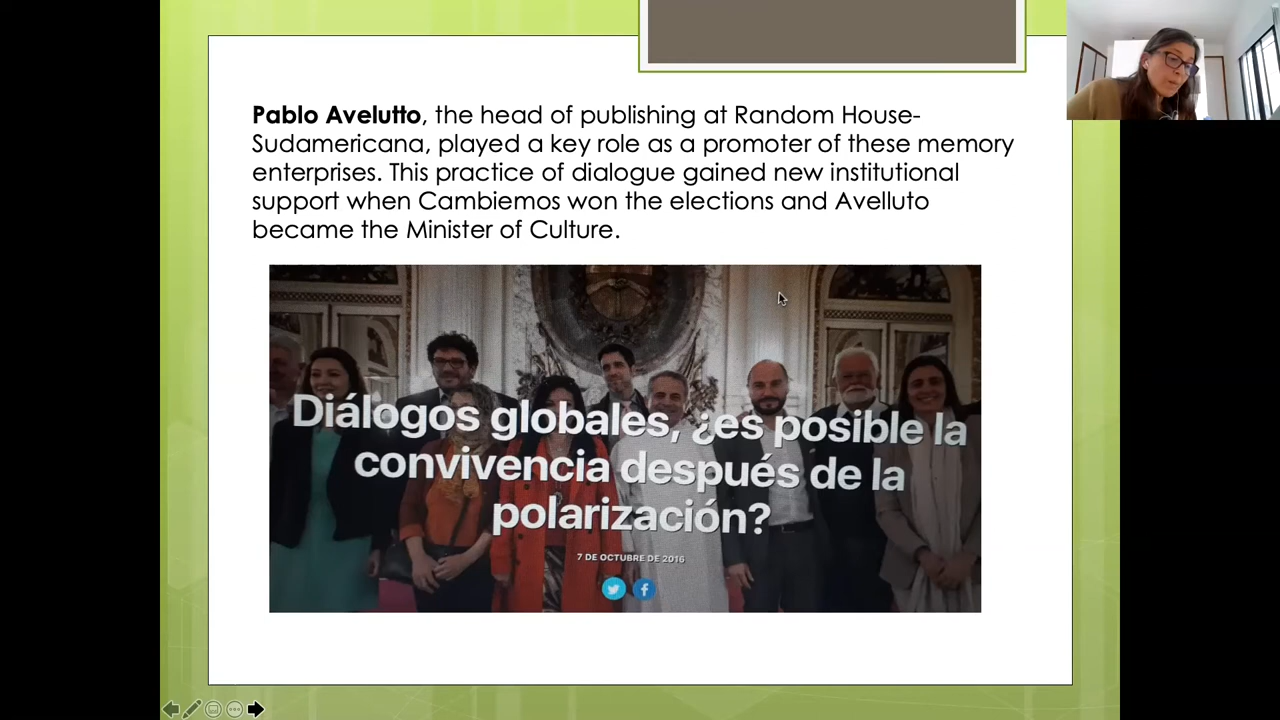 Pablo Avelutto, the head of publishing at Random House-
Sudamericana, played a key role as a promoter of these memory
enterprises. This practice of dialogue gained new institutional
support when Cambiemos won the elections and Avelluto
became the Minister of Culture.
Diálogos globales, ¿es posible la
convivencia después de la
polarización?
7 DE OCTUBRE DE 2016